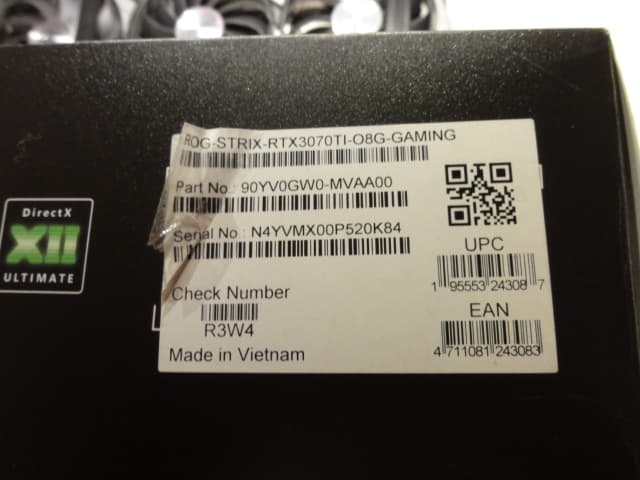 ROG-STRIX-RTX3070TI-O8G-GAMING
Part No.: 90YV0GW0-MVAA00
Serial No.: N4YVMX00P520K84
UPC
1 95553 24308 7
Check Number
R3W4
EAN
4 711081 243083
Made in Vietnam
DirectX
XII
ULTIMATE